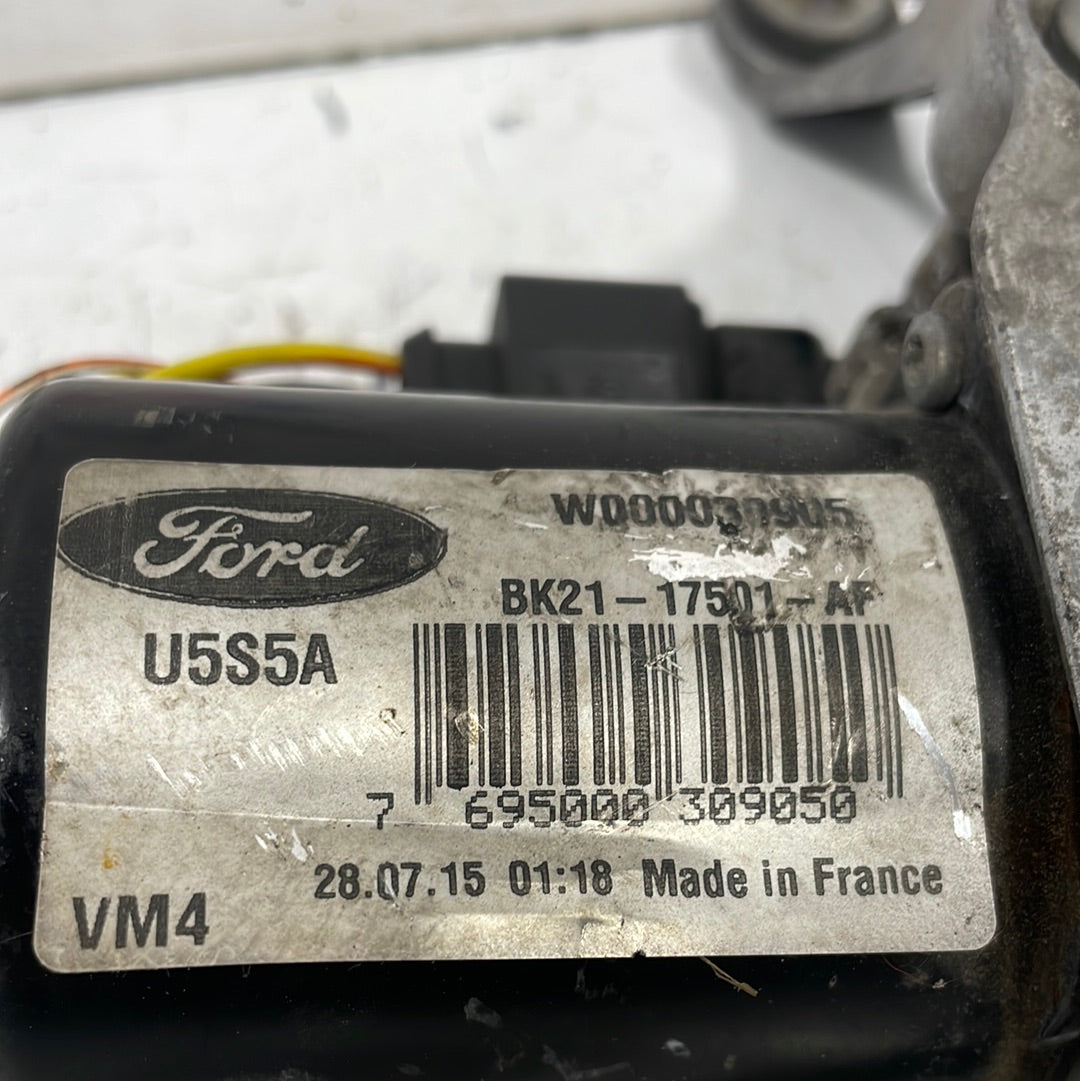 Ford
W000030905
BK21-17501-AF
U5S5A
7 695000 309050
28.07.15 01:18 Made in France
VM4